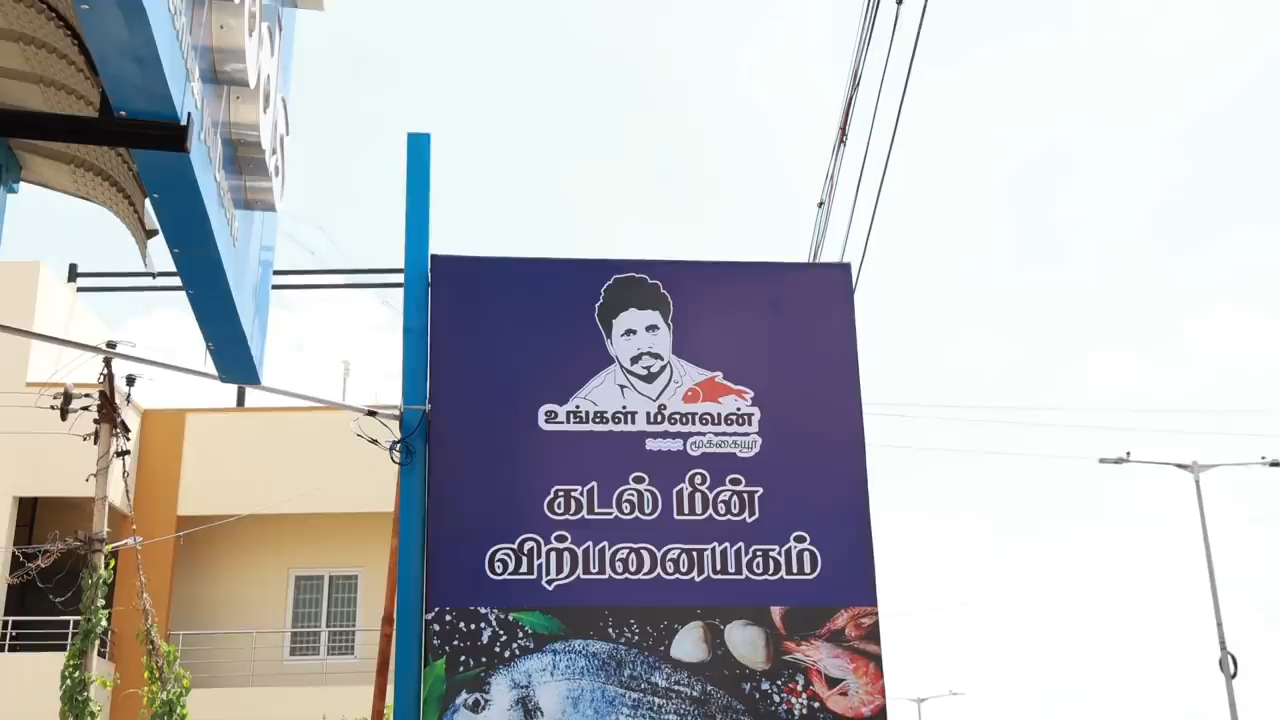 உங்கள் மீனவன்
மூக்கையூர்
கடல் மீன்
விற்பனையகம்